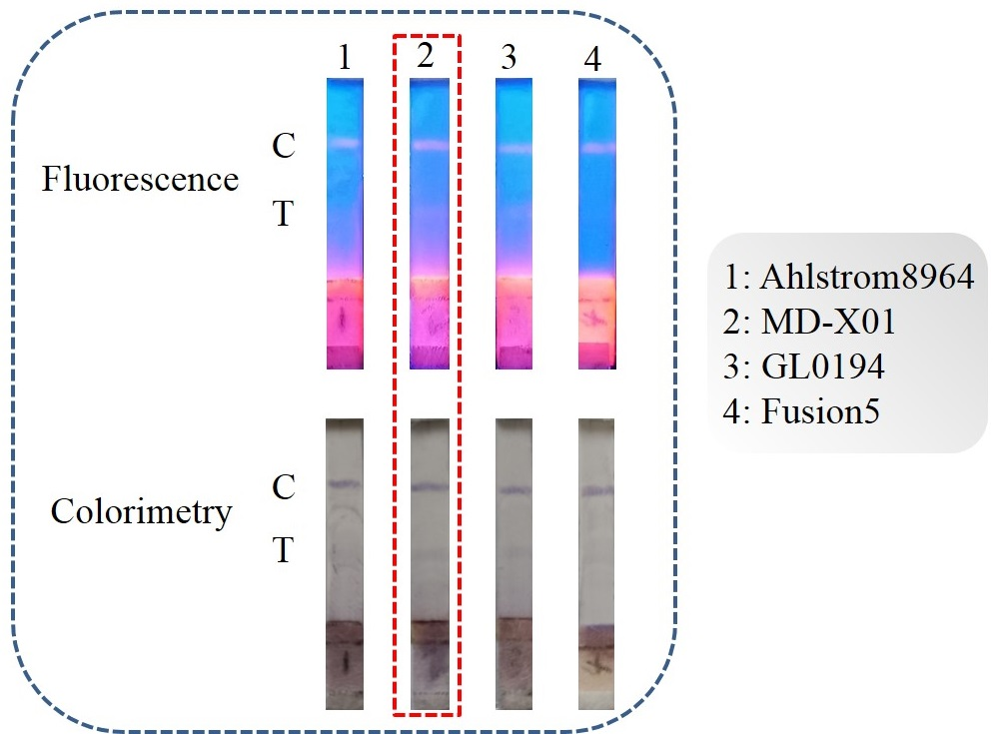 1 2 3 4
C
Fluorescence
T
1: Ahlstrom8964
2: MD-X01
3: GL0194
4: Fusion5
C
Colorimetry
T